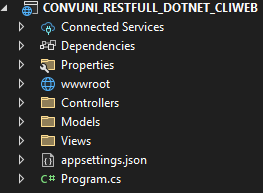 CONVUNI_RESTFULL_DOTNET_CLIWEB
Connected Services
Dependencies
Properties
wwwroot
Controllers
Models
Views
appsettings.json
Program.cs